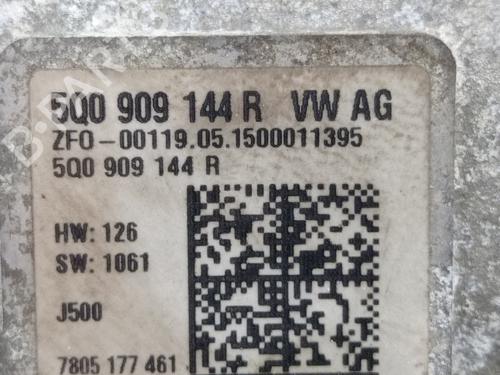 5Q0 909 144 R VW AG
ZFO-00119.05.1500011395
5Q0 909 144 R
HW: 126
SW: 1061
J500
7805 177 461
B-PARTS